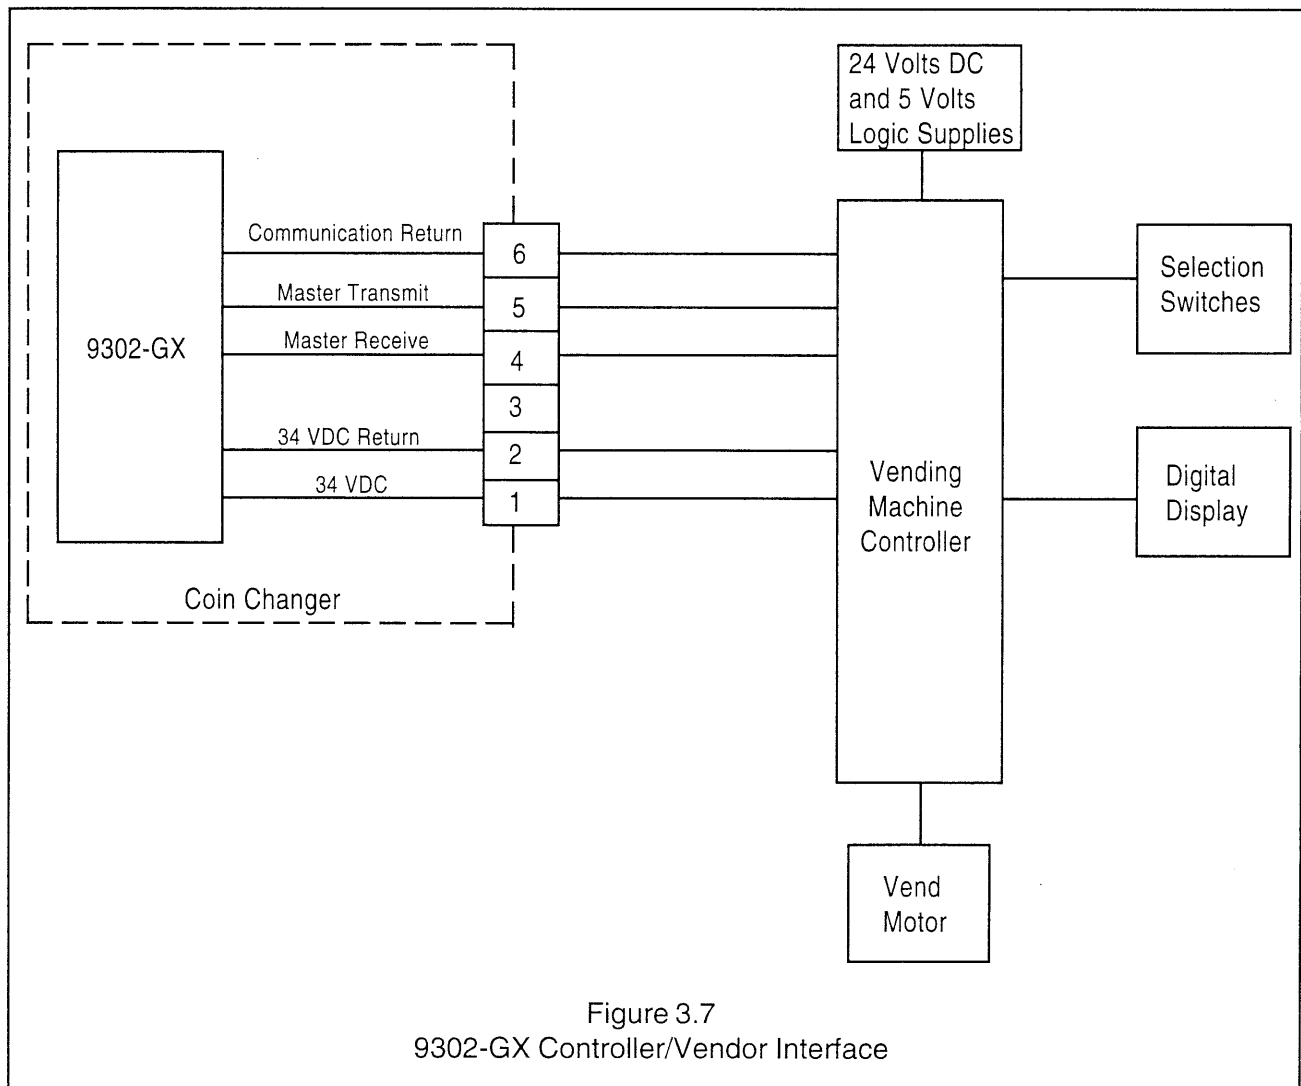 24 Volts DC
and 5 Volts
Logic Supplies
Communication Return
6
Master Transmit
5
Master Receive
4
3
34 VDC Return
2
34 VDC
1
9302-GX
Coin Changer
Vending
Machine
Controller
Selection
Switches
Digital
Display
Vend
Motor
Figure 3.7
9302-GX Controller/Vendor Interface